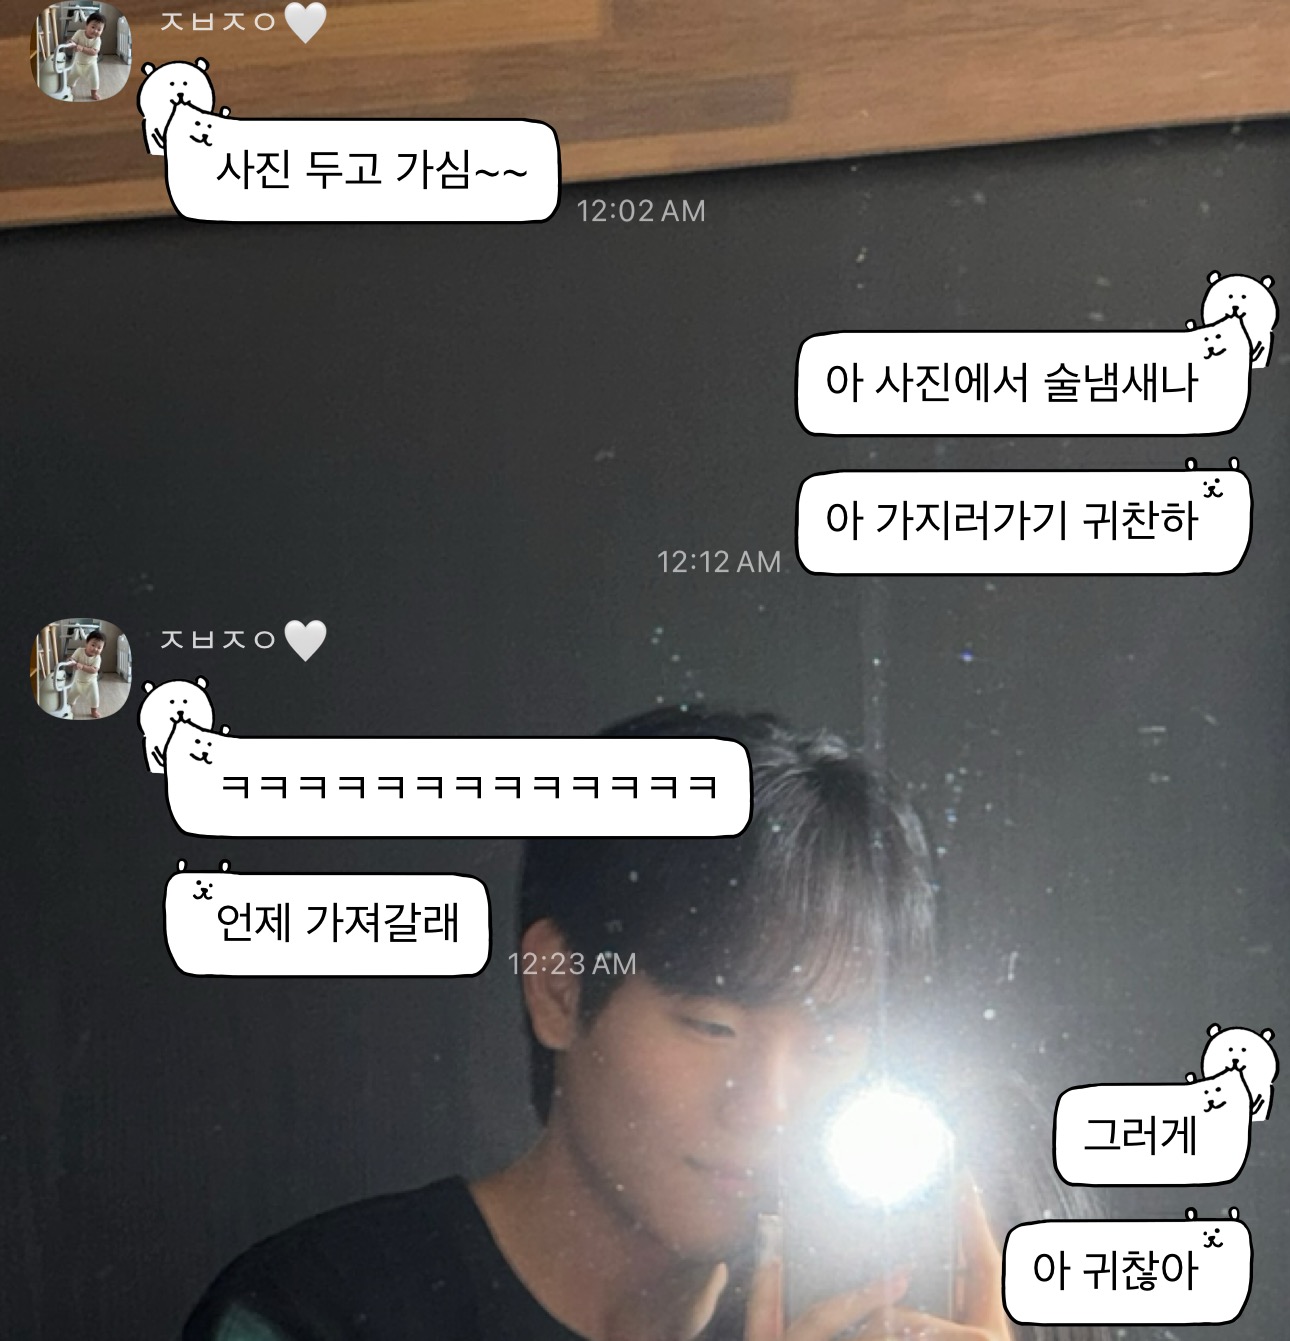 ㅈㅂㅈㅇ🤍
사진 두고 가심~~
12:02 AM
아 사진에서 술냄새나
아 가지러가기 귀찬하
12:12 AM
ㅈㅂㅈㅇ🤍
ㅋㅋㅋㅋㅋㅋㅋㅋㅋㅋㅋㅋㅋ
언제 가져갈래
12:23 AM
그러게
아 귀찮아